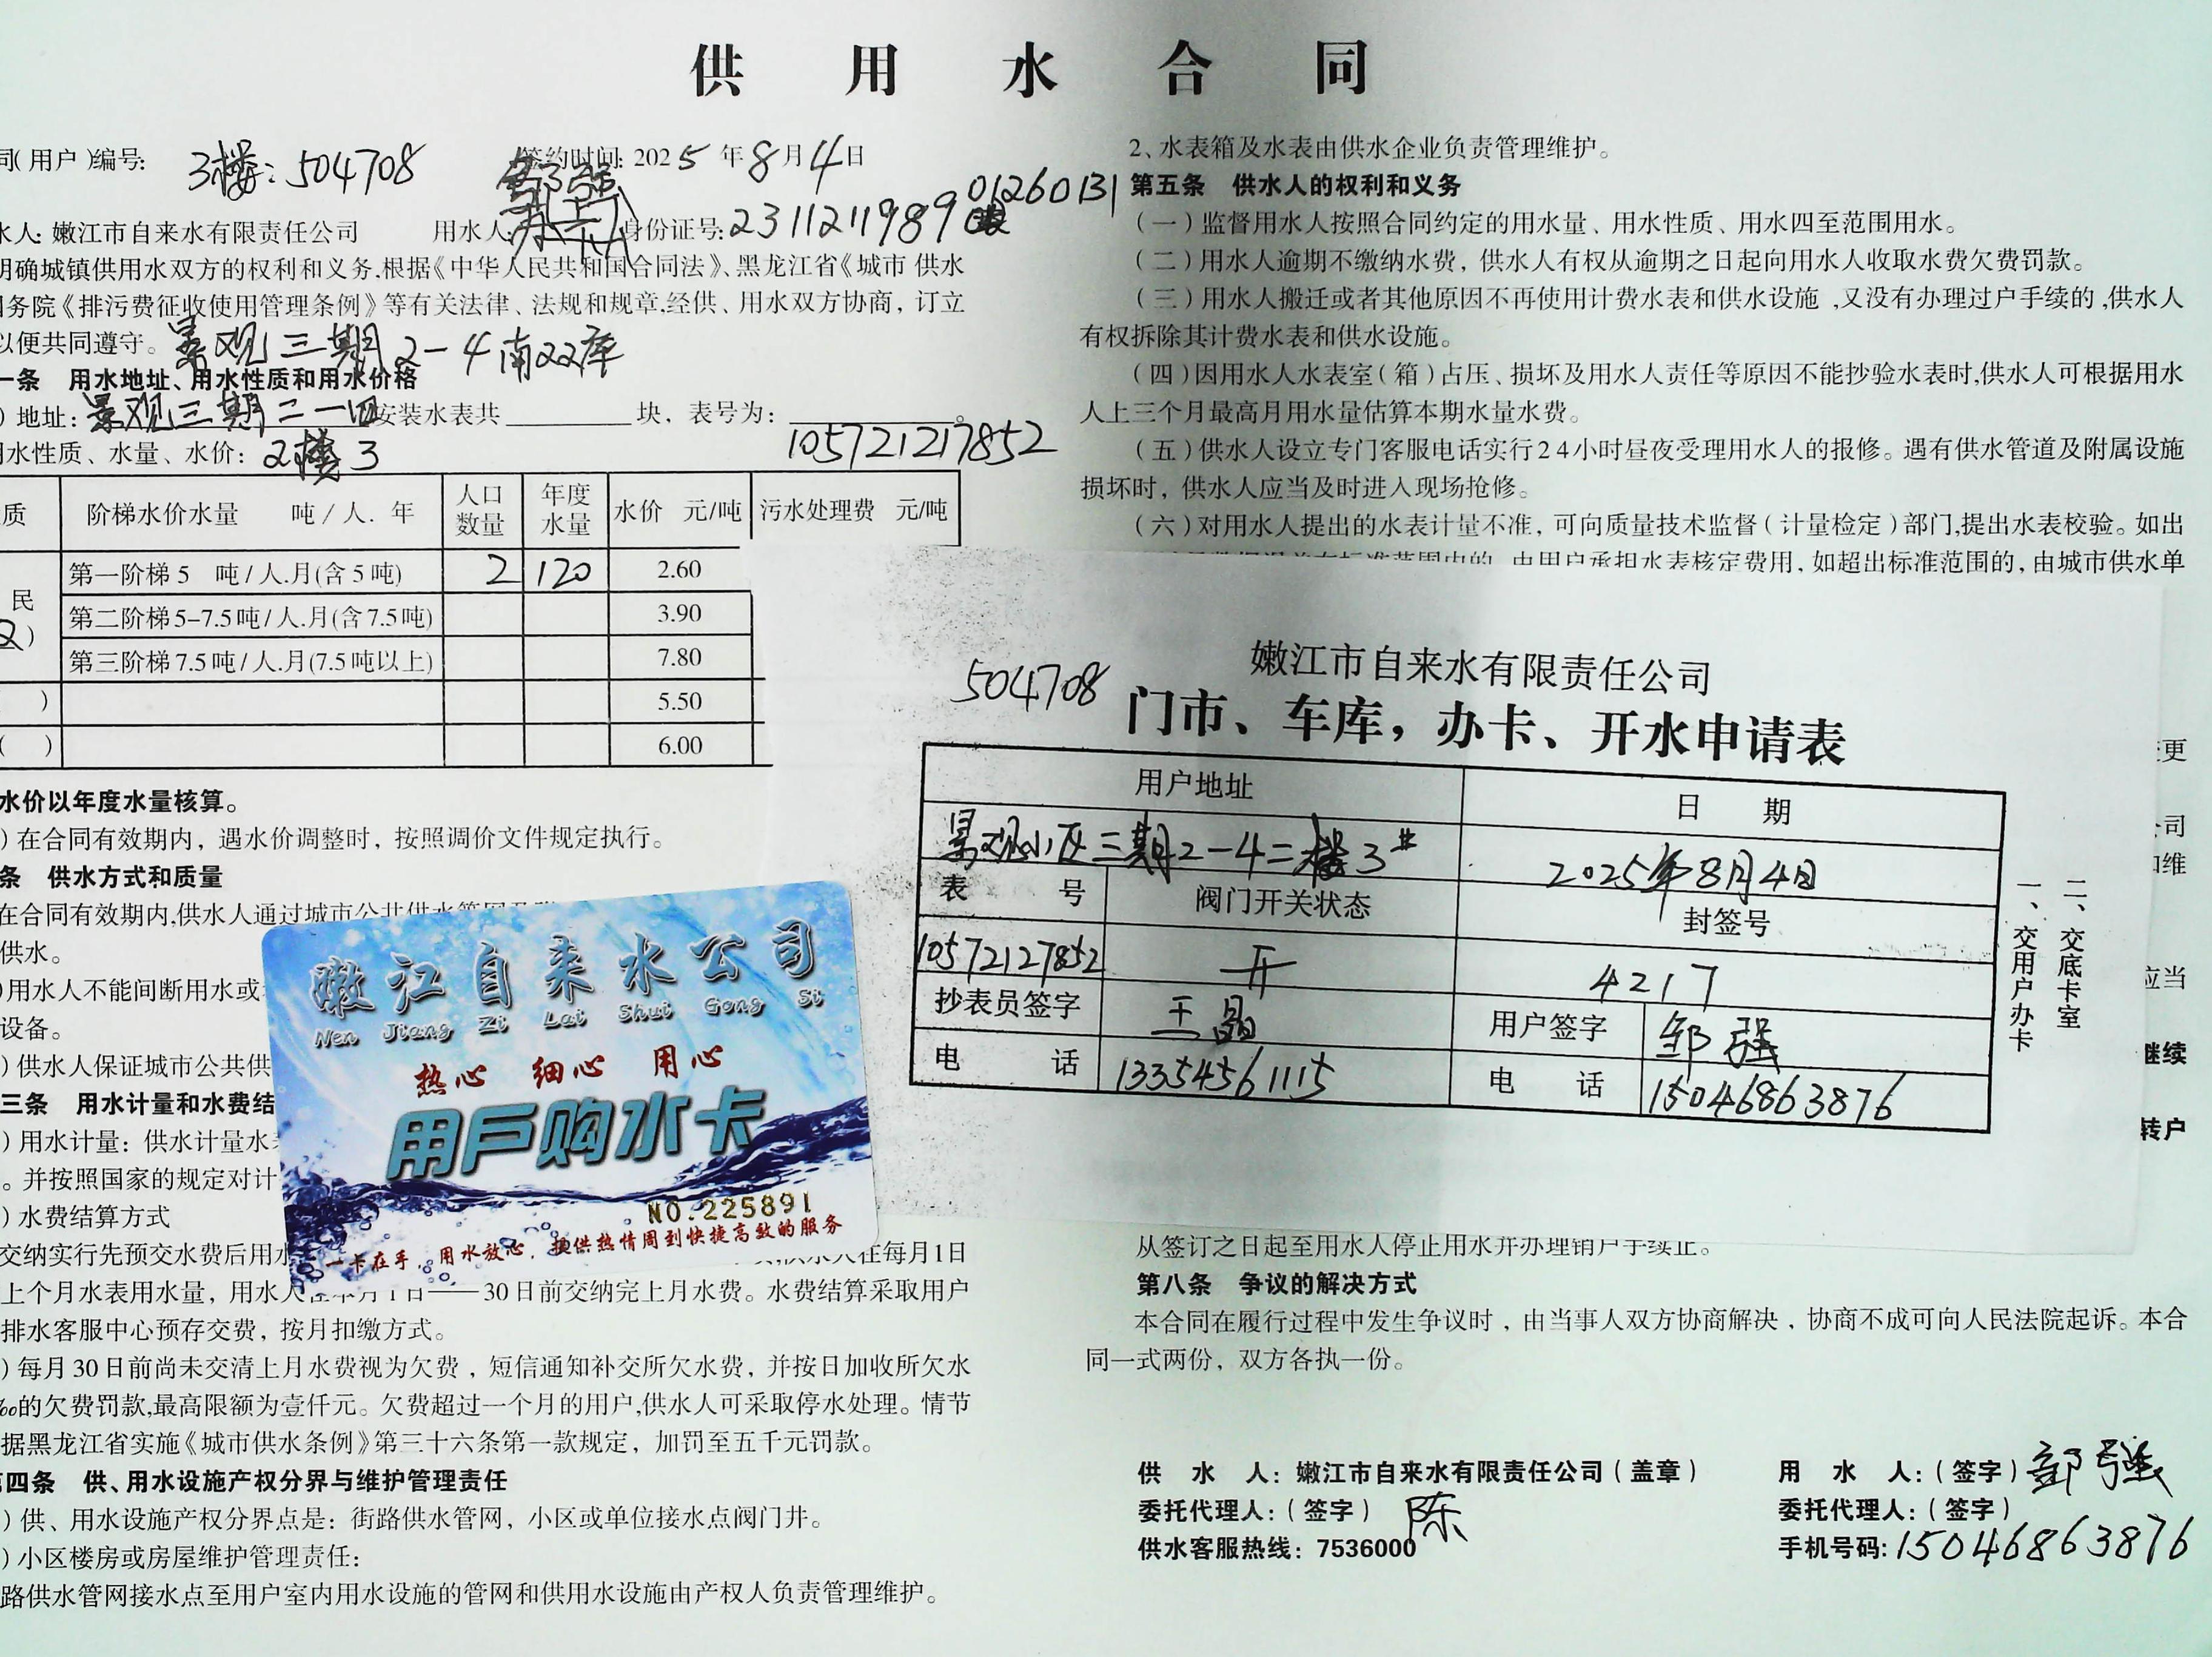 供用水合同
同(用户)编号: 3楼: 504708 签约时间: 2025年8月4日
水人: 嫩江市自来水有限责任公司 用水人 身份证号: 231121198901260131
明确城镇供用水双方的权利和义务,根据《中华人民共和国合同法》、黑龙江省《城市 供水
国务院《排污费征收使用管理条例》等有关法律、法规和规章,经供、用水双方协商，订立
以便共同遵守。 景观三期2-4南22库
一条 用水地址、用水性质和用水价格
)地址: 景观三期二一四 安装水表共 块，表号为: 。
105721217852
用水性质、水量、水价: 2楼3
质 阶梯水价水量 吨/人. 年 人口数量 年度水量 水价 元/吨 污水处理费 元/吨
民 第一阶梯5 吨/人.月(含5吨) 2 120 2.60
第二阶梯5-7.5吨/人.月(含7.5吨) 3.90
第三阶梯7.5吨/人.月(7.5吨以上) 7.80
) 5.50
( ) 6.00
水价以年度水量核算。
)在合同有效期内，遇水价调整时，按照调价文件规定执行。
条 供水方式和质量
在合同有效期内,供水人通过城市公共供水管网
供水。
)用水人不能间断用水或
设备。
)供水人保证城市公共供
三条 用水计量和水费结
)用水计量：供水计量水
。并按照国家的规定对计
)水费结算方式
交纳实行先预交水费后用水 人在每月1日
上个月水表用水量，用水人在本月1日——30日前交纳完上月水费。水费结算采取用户
排水客服中心预存交费，按月扣缴方式。
)每月30日前尚未交清上月水费视为欠费，短信通知补交所欠水费，并按日加收所欠水
‰的欠费罚款,最高限额为壹仟元。欠费超过一个月的用户,供水人可采取停水处理。情节
据黑龙江省实施《城市供水条例》第三十六条第一款规定，加罚至五千元罚款。
第四条 供、用水设施产权分界与维护管理责任
)供、用水设施产权分界点是：街路供水管网，小区或单位接水点阀门井。
)小区楼房或房屋维护管理责任：
路供水管网接水点至用户室内用水设施的管网和供用水设施由产权人负责管理维护。
2、水表箱及水表由供水企业负责管理维护。
第五条 供水人的权利和义务
(一)监督用水人按照合同约定的用水量、用水性质、用水四至范围用水。
(二)用水人逾期不缴纳水费，供水人有权从逾期之日起向用水人收取水费欠费罚款。
(三)用水人搬迁或者其他原因不再使用计费水表和供水设施,又没有办理过户手续的,供水人
有权拆除其计费水表和供水设施。
(四)因用水人水表室(箱)占压、损坏及用水人责任等原因不能抄验水表时,供水人可根据用水
人上三个月最高月用水量估算本期水量水费。
(五)供水人设立专门客服电话实行24小时昼夜受理用水人的报修。遇有供水管道及附属设施
损坏时，供水人应当及时进入现场抢修。
(六)对用水人提出的水表计量不准，可向质量技术监督(计量检定)部门,提出水表校验。如出
在标准范围内的，由用户承担水表核定费用,如超出标准范围的,由城市供水单
更
司
和维
应当
继续
转户
嫩江市自来水有限责任公司
504708
门市、车库，办卡、开水申请表
用户地址 日 期
景观小区三期2-4二楼3# 2025年8月4日
表 号 阀门开关状态 封签号
10572127852 开 4217
抄表员签字 王晶 用户签字 邹强
电 话 13354561115 电 话 15046863876
一、交用户办卡
二、交底卡室
嫩江自来水公司
Nen Jiang Zi Lai Shui Gong Si
热心 细心 用心
用户购水卡
NO.225891
一卡在手，用水放心，提供热情周到快捷高效的服务
从签订之日起至用水人停止用水并办理销户手续止。
第八条 争议的解决方式
本合同在履行过程中发生争议时，由当事人双方协商解决，协商不成可向人民法院起诉。本合
同一式两份，双方各执一份。
供 水 人: 嫩江市自来水有限责任公司(盖章) 用 水 人:(签字) 邹强
委托代理人:(签字) 陈 委托代理人:(签字)
供水客服热线: 7536000 手机号码: 15046863876